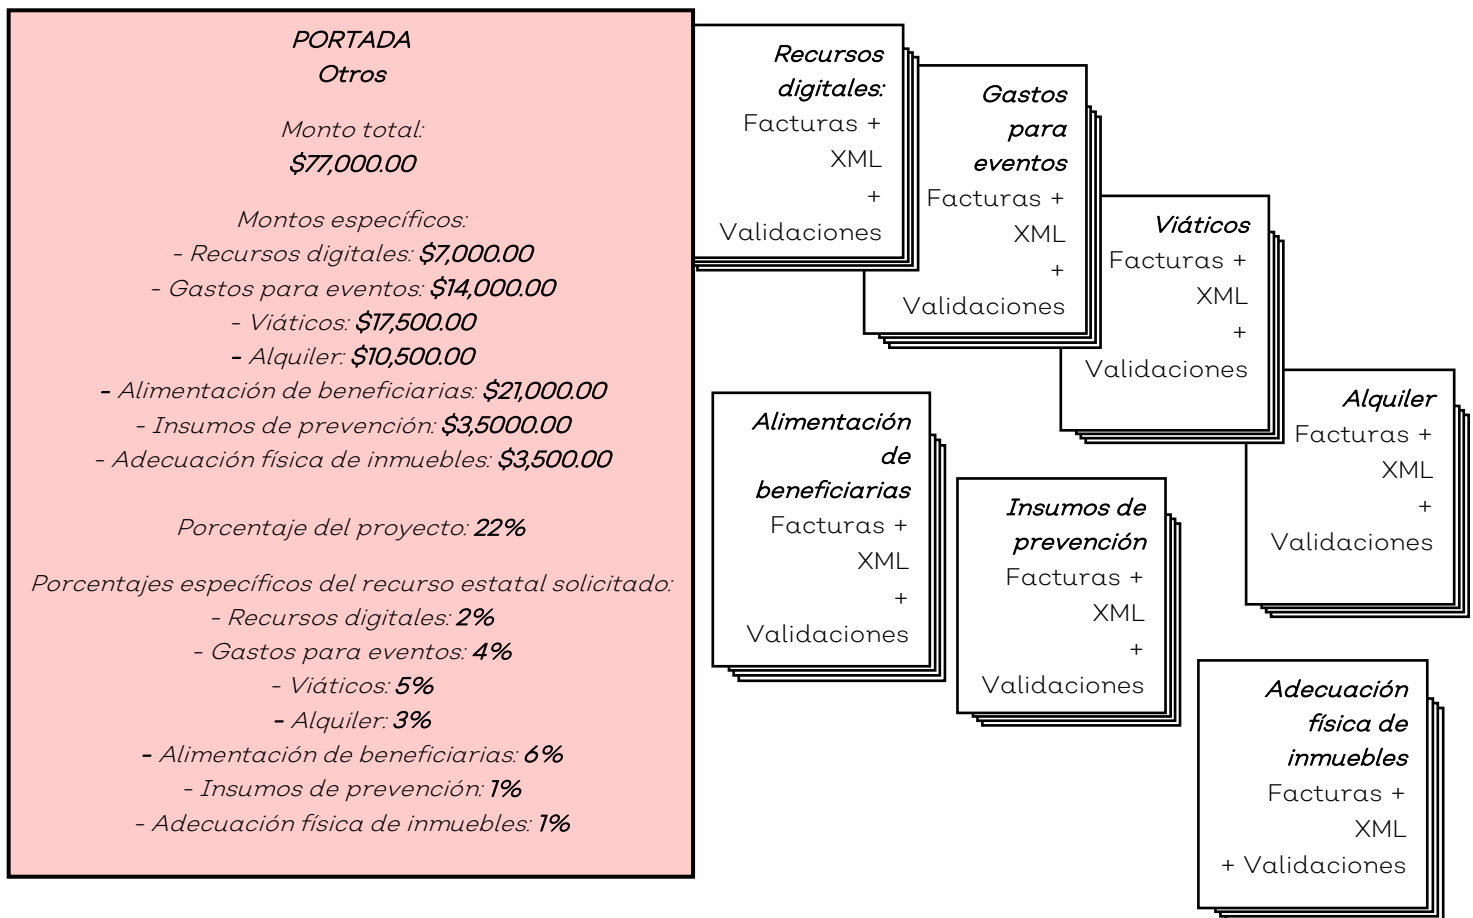 PORTADA
Otros
Monto total:
$77,000.00
Montos específicos:
- Recursos digitales: $7,000.00
- Gastos para eventos: $14,000.00
- Viáticos: $17,500.00
- Alquiler: $10,500.00
- Alimentación de beneficiarias: $21,000.00
- Insumos de prevención: $3,5000.00
- Adecuación física de inmuebles: $3,500.00
Porcentaje del proyecto: 22%
Porcentajes específicos del recurso estatal solicitado:
- Recursos digitales: 2%
- Gastos para eventos: 4%
- Viáticos: 5%
- Alquiler: 3%
- Alimentación de beneficiarias: 6%
- Insumos de prevención: 1%
- Adecuación física de inmuebles: 1%
Recursos
digitales:
Facturas +
XML
+
Validaciones
Gastos
para
eventos
Facturas +
XML
+
Validaciones
Viáticos
Facturas +
XML
+
Validaciones
Alquiler
Facturas +
XML
+
Validaciones
Alimentación
de
beneficiarias
Facturas +
XML
+
Validaciones
Insumos de
prevención
Facturas +
XML
+
Validaciones
Adecuación
física de
inmuebles
Facturas +
XML
+ Validaciones